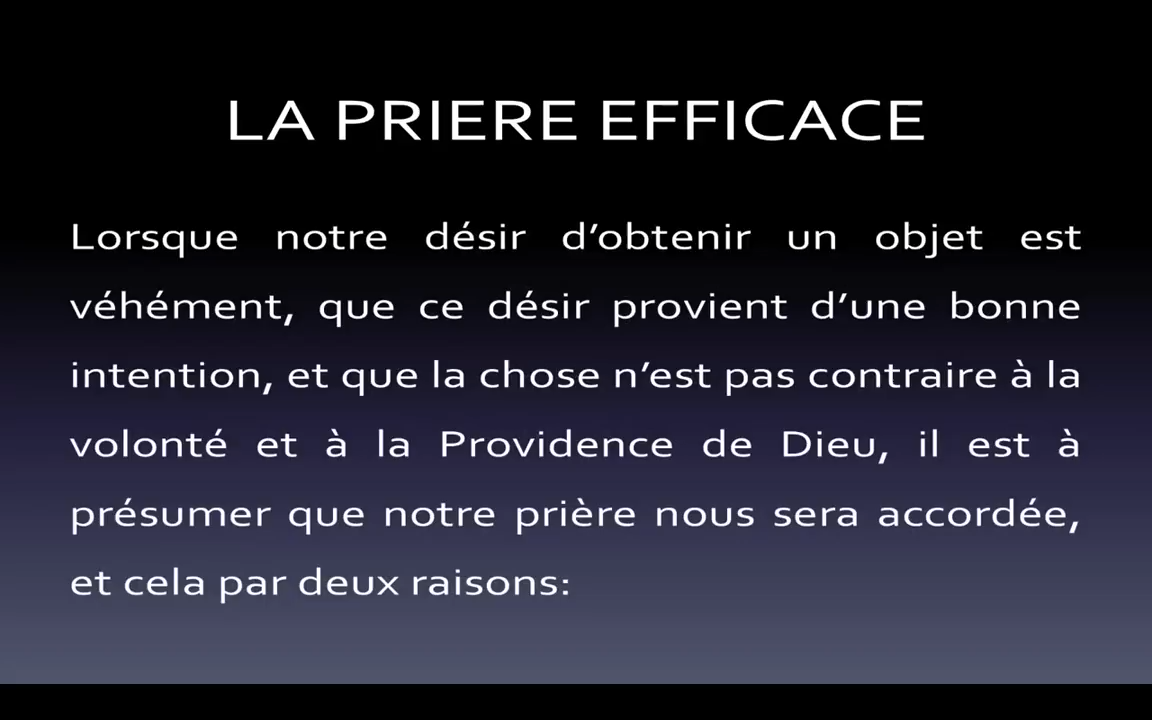 LA PRIERE EFFICACE
Lorsque notre désir d’obtenir un objet est
véhément, que ce désir provient d’une bonne
intention, et que la chose n’est pas contraire à la
volonté et à la Providence de Dieu, il est à
présumer que notre prière nous sera accordée,
et cela par deux raisons: